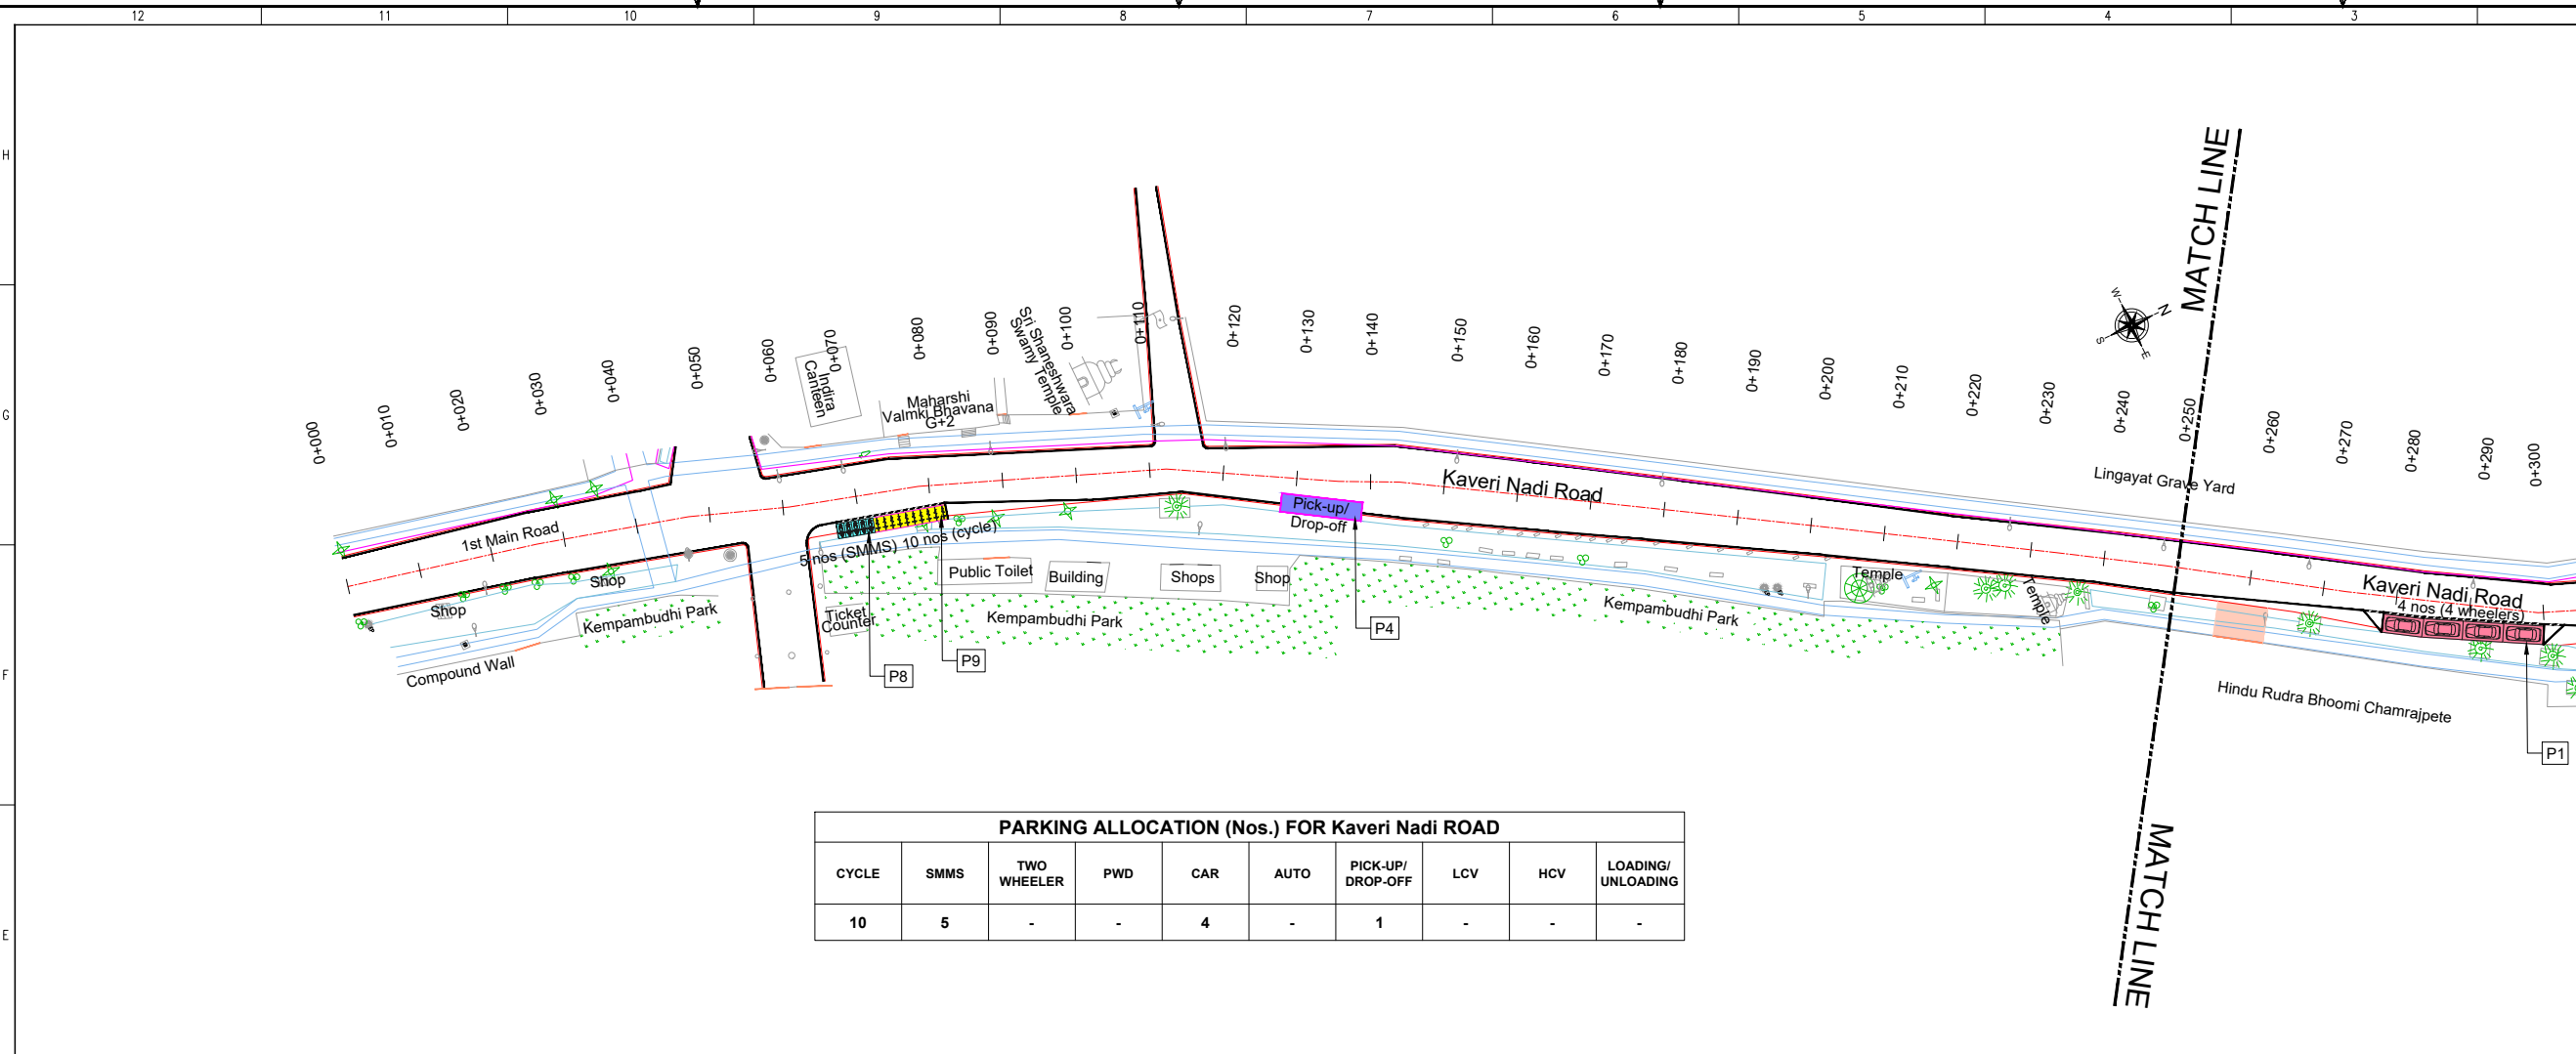 12
11
10
9
8
7
6
5
4
3
H
G
F
E
MATCH LINE
W
N
S
E
0+000
0+010
0+020
0+030
0+040
0+050
0+060
0+070
0+080
0+090
0+100
0+110
0+120
0+130
0+140
0+150
0+160
0+170
0+180
0+190
0+200
0+210
0+220
0+230
0+240
0+250
0+260
0+270
0+280
0+290
0+300
Indira
Canteen
Maharshi
Valmki Bhavana
G+2
Sri Shaneshwara
Swamy Temple
Lingayat Grave Yard
Kaveri Nadi Road
1st Main Road
Pick-up/
Drop-off
5 nos (SMMS) 10 nos (cycle)
Public Toilet
Building
Shops
Shop
Temple
Temple
Kaveri Nadi Road
4 nos (4 wheelers)
Shop
Shop
Kempambudhi Park
Ticket
Counter
Kempambudhi Park
Kempambudhi Park
Compound Wall
P8
P9
P4
Hindu Rudra Bhoomi Chamrajpete
P1
MATCH LINE
PARKING ALLOCATION (Nos.) FOR Kaveri Nadi ROAD
CYCLE SMMS TWO WHEELER PWD CAR AUTO PICK-UP/ DROP-OFF LCV HCV LOADING/ UNLOADING
10 5 - - 4 - 1 - - -